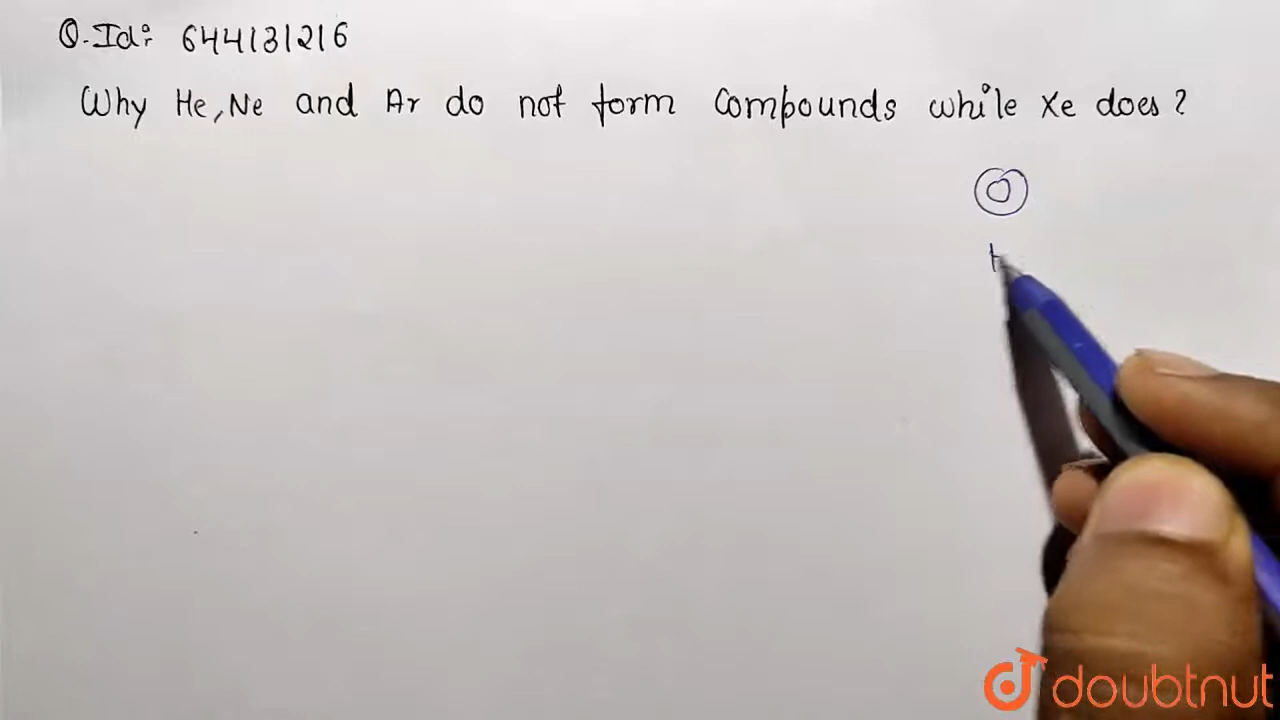 Q.Id: 644131216
Why He, Ne and Ar do not form compounds while Xe does?
doubtnut